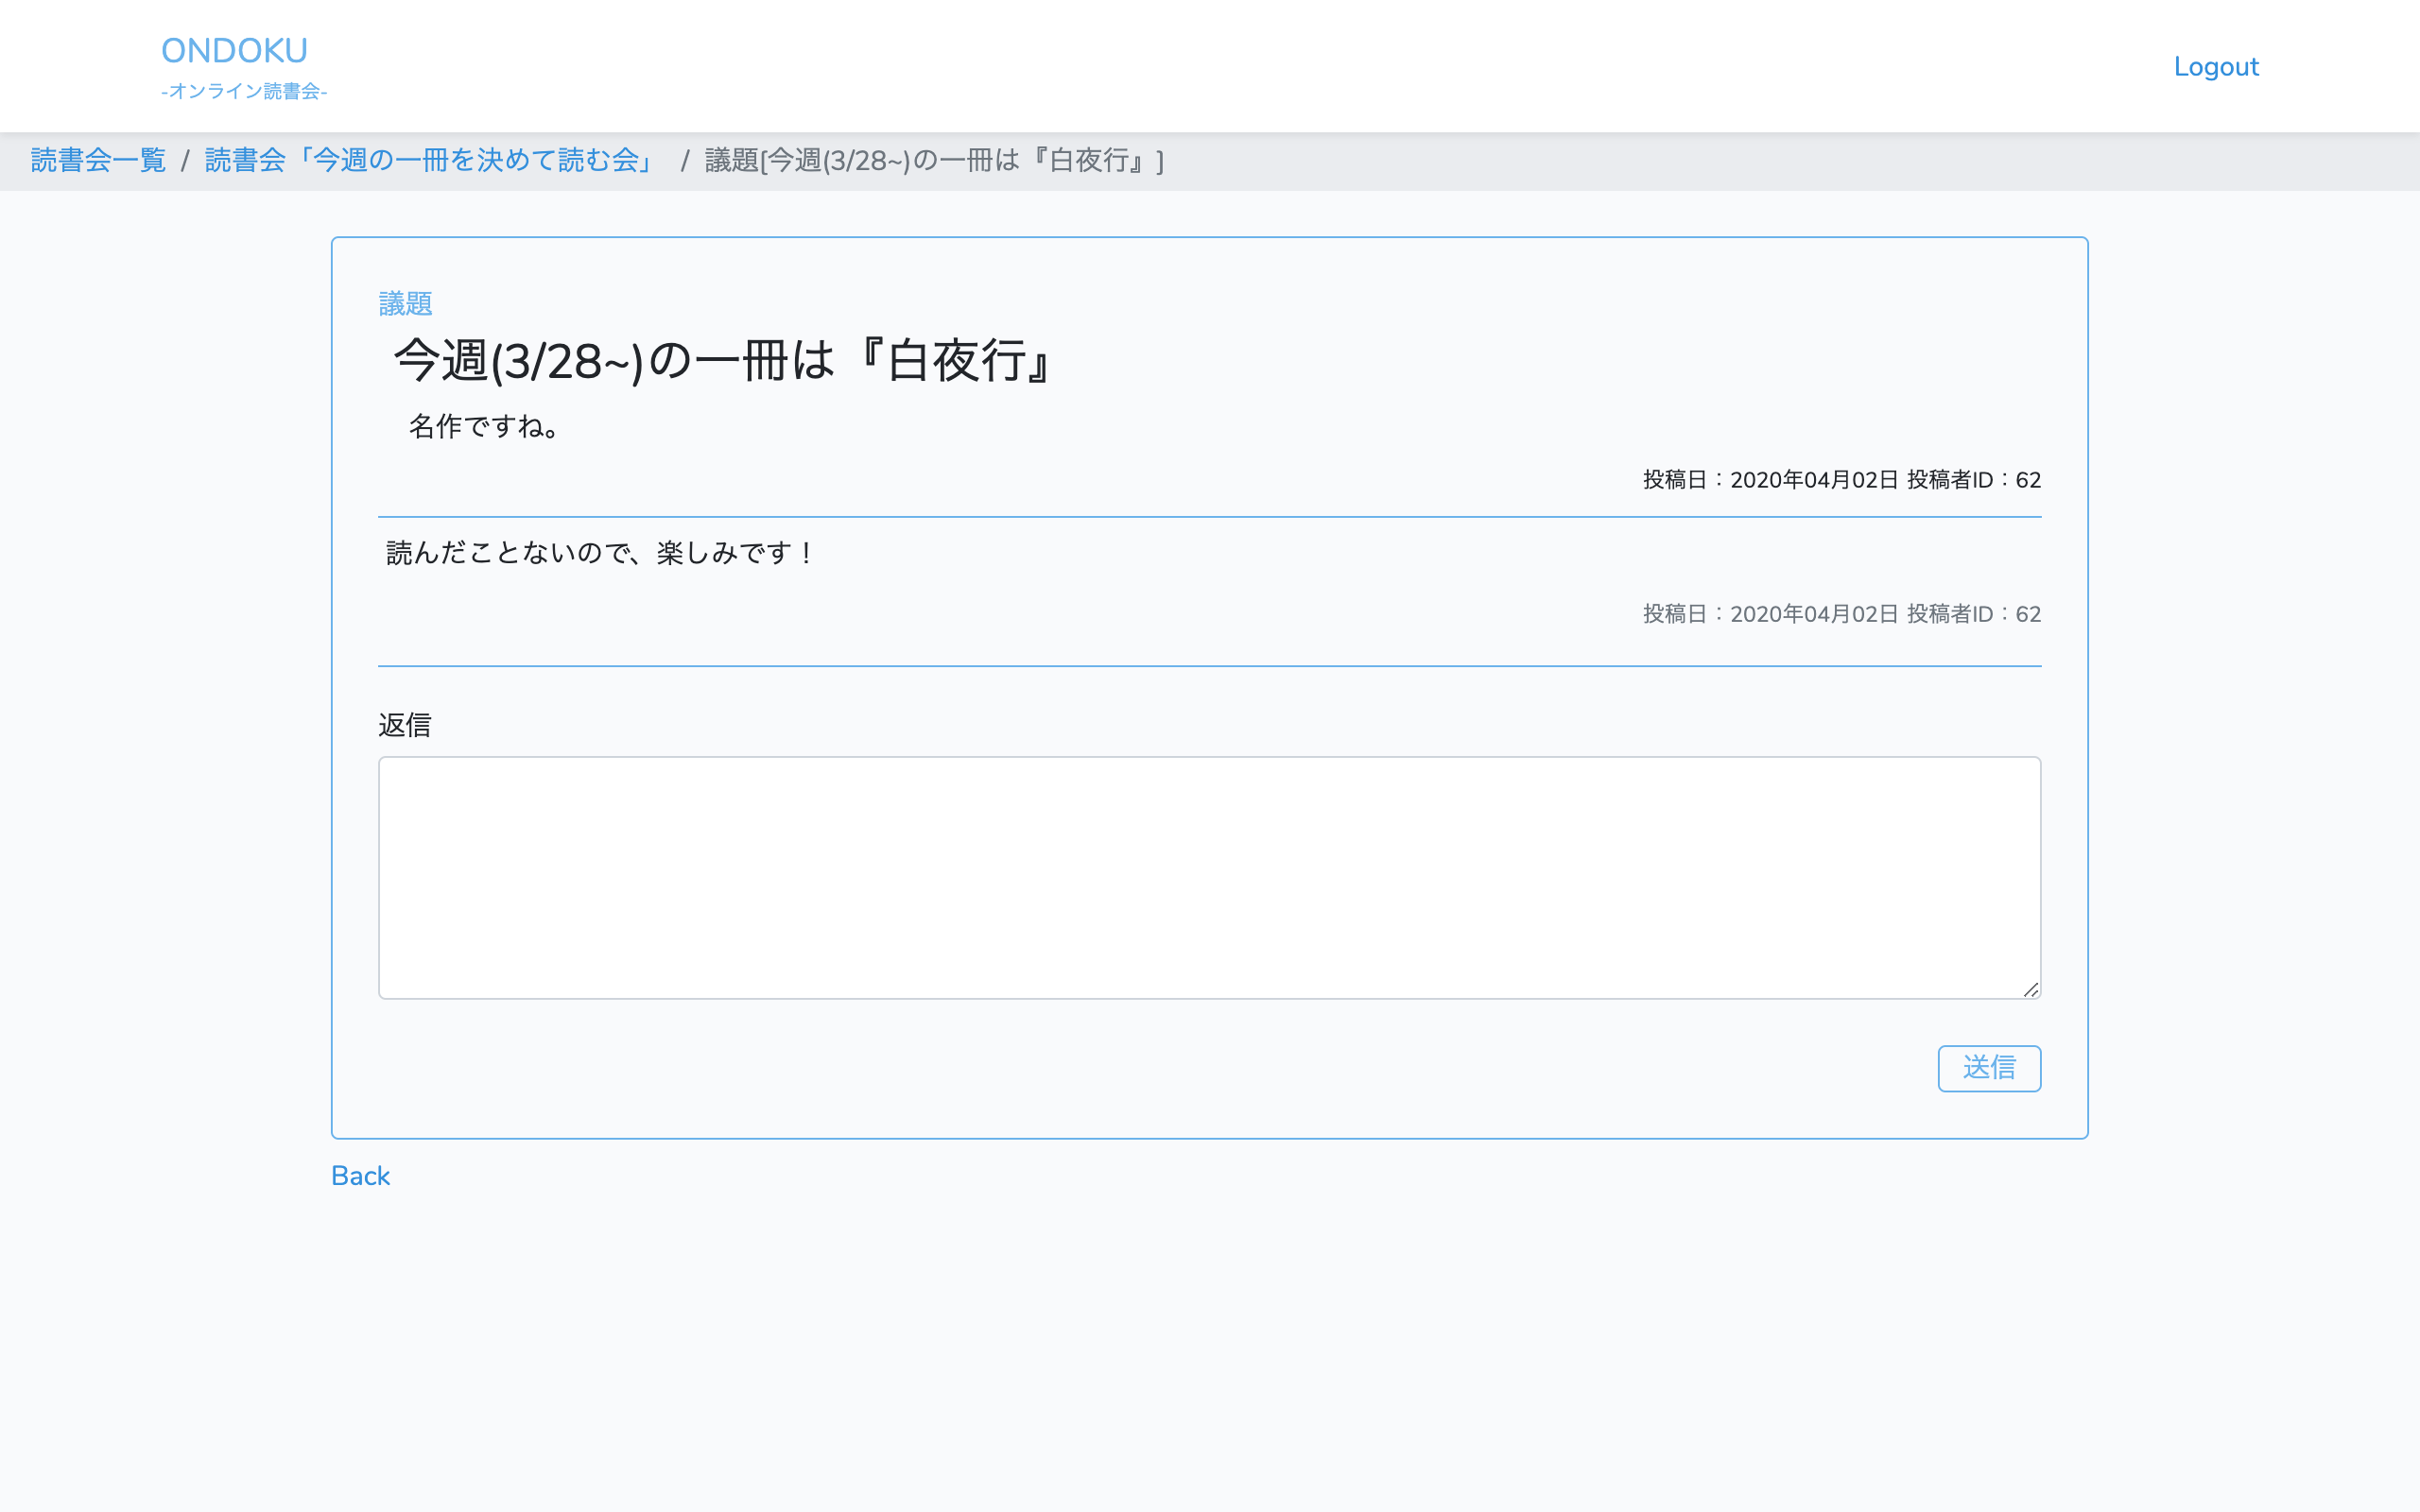 ONDOKU
-オンライン読書会-
Logout
読書会一覧 / 読書会「今週の一冊を決めて読む会」 / 議題[今週(3/28~)の一冊は『白夜行』]
議題
今週(3/28~)の一冊は『白夜行』
名作ですね。
投稿日：2020年04月02日 投稿者ID：62
読んだことないので、楽しみです！
投稿日：2020年04月02日 投稿者ID：62
返信
送信
Back